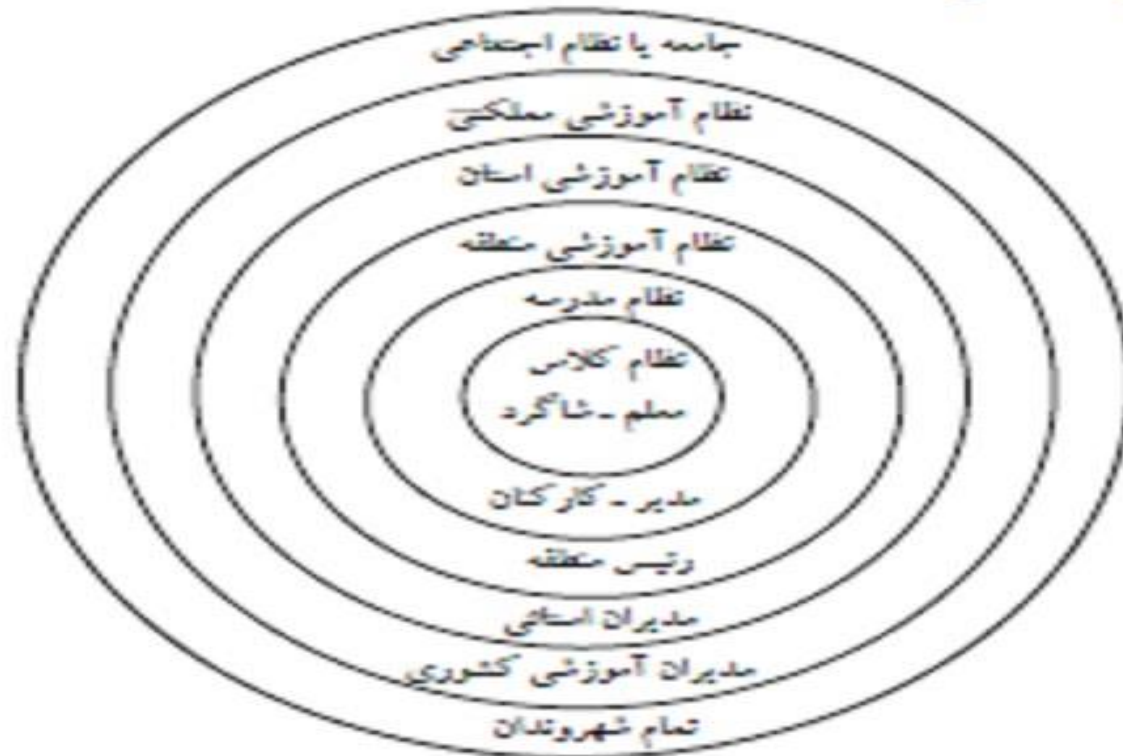 جامعه یا نظام اجتماعی
نظام آموزشی مملکتی
نظام آموزشی استان
نظام آموزشی منطقه
نظام مدرسه
نظام کلاس
معلم - شاگرد
مدیر - کارکنان
رئیس منطقه
مدیران استانی
مدیران آموزشی کشوری
تمام شهروندان